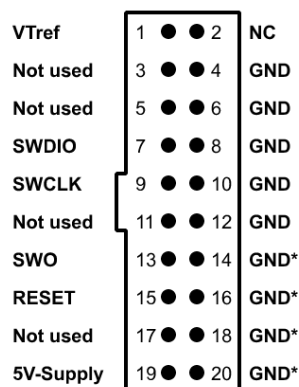 VTref 1 2 NC
Not used 3 4 GND
Not used 5 6 GND
SWDIO 7 8 GND
SWCLK 9 10 GND
Not used 11 12 GND
SWO 13 14 GND*
RESET 15 16 GND*
Not used 17 18 GND*
5V-Supply 19 20 GND*